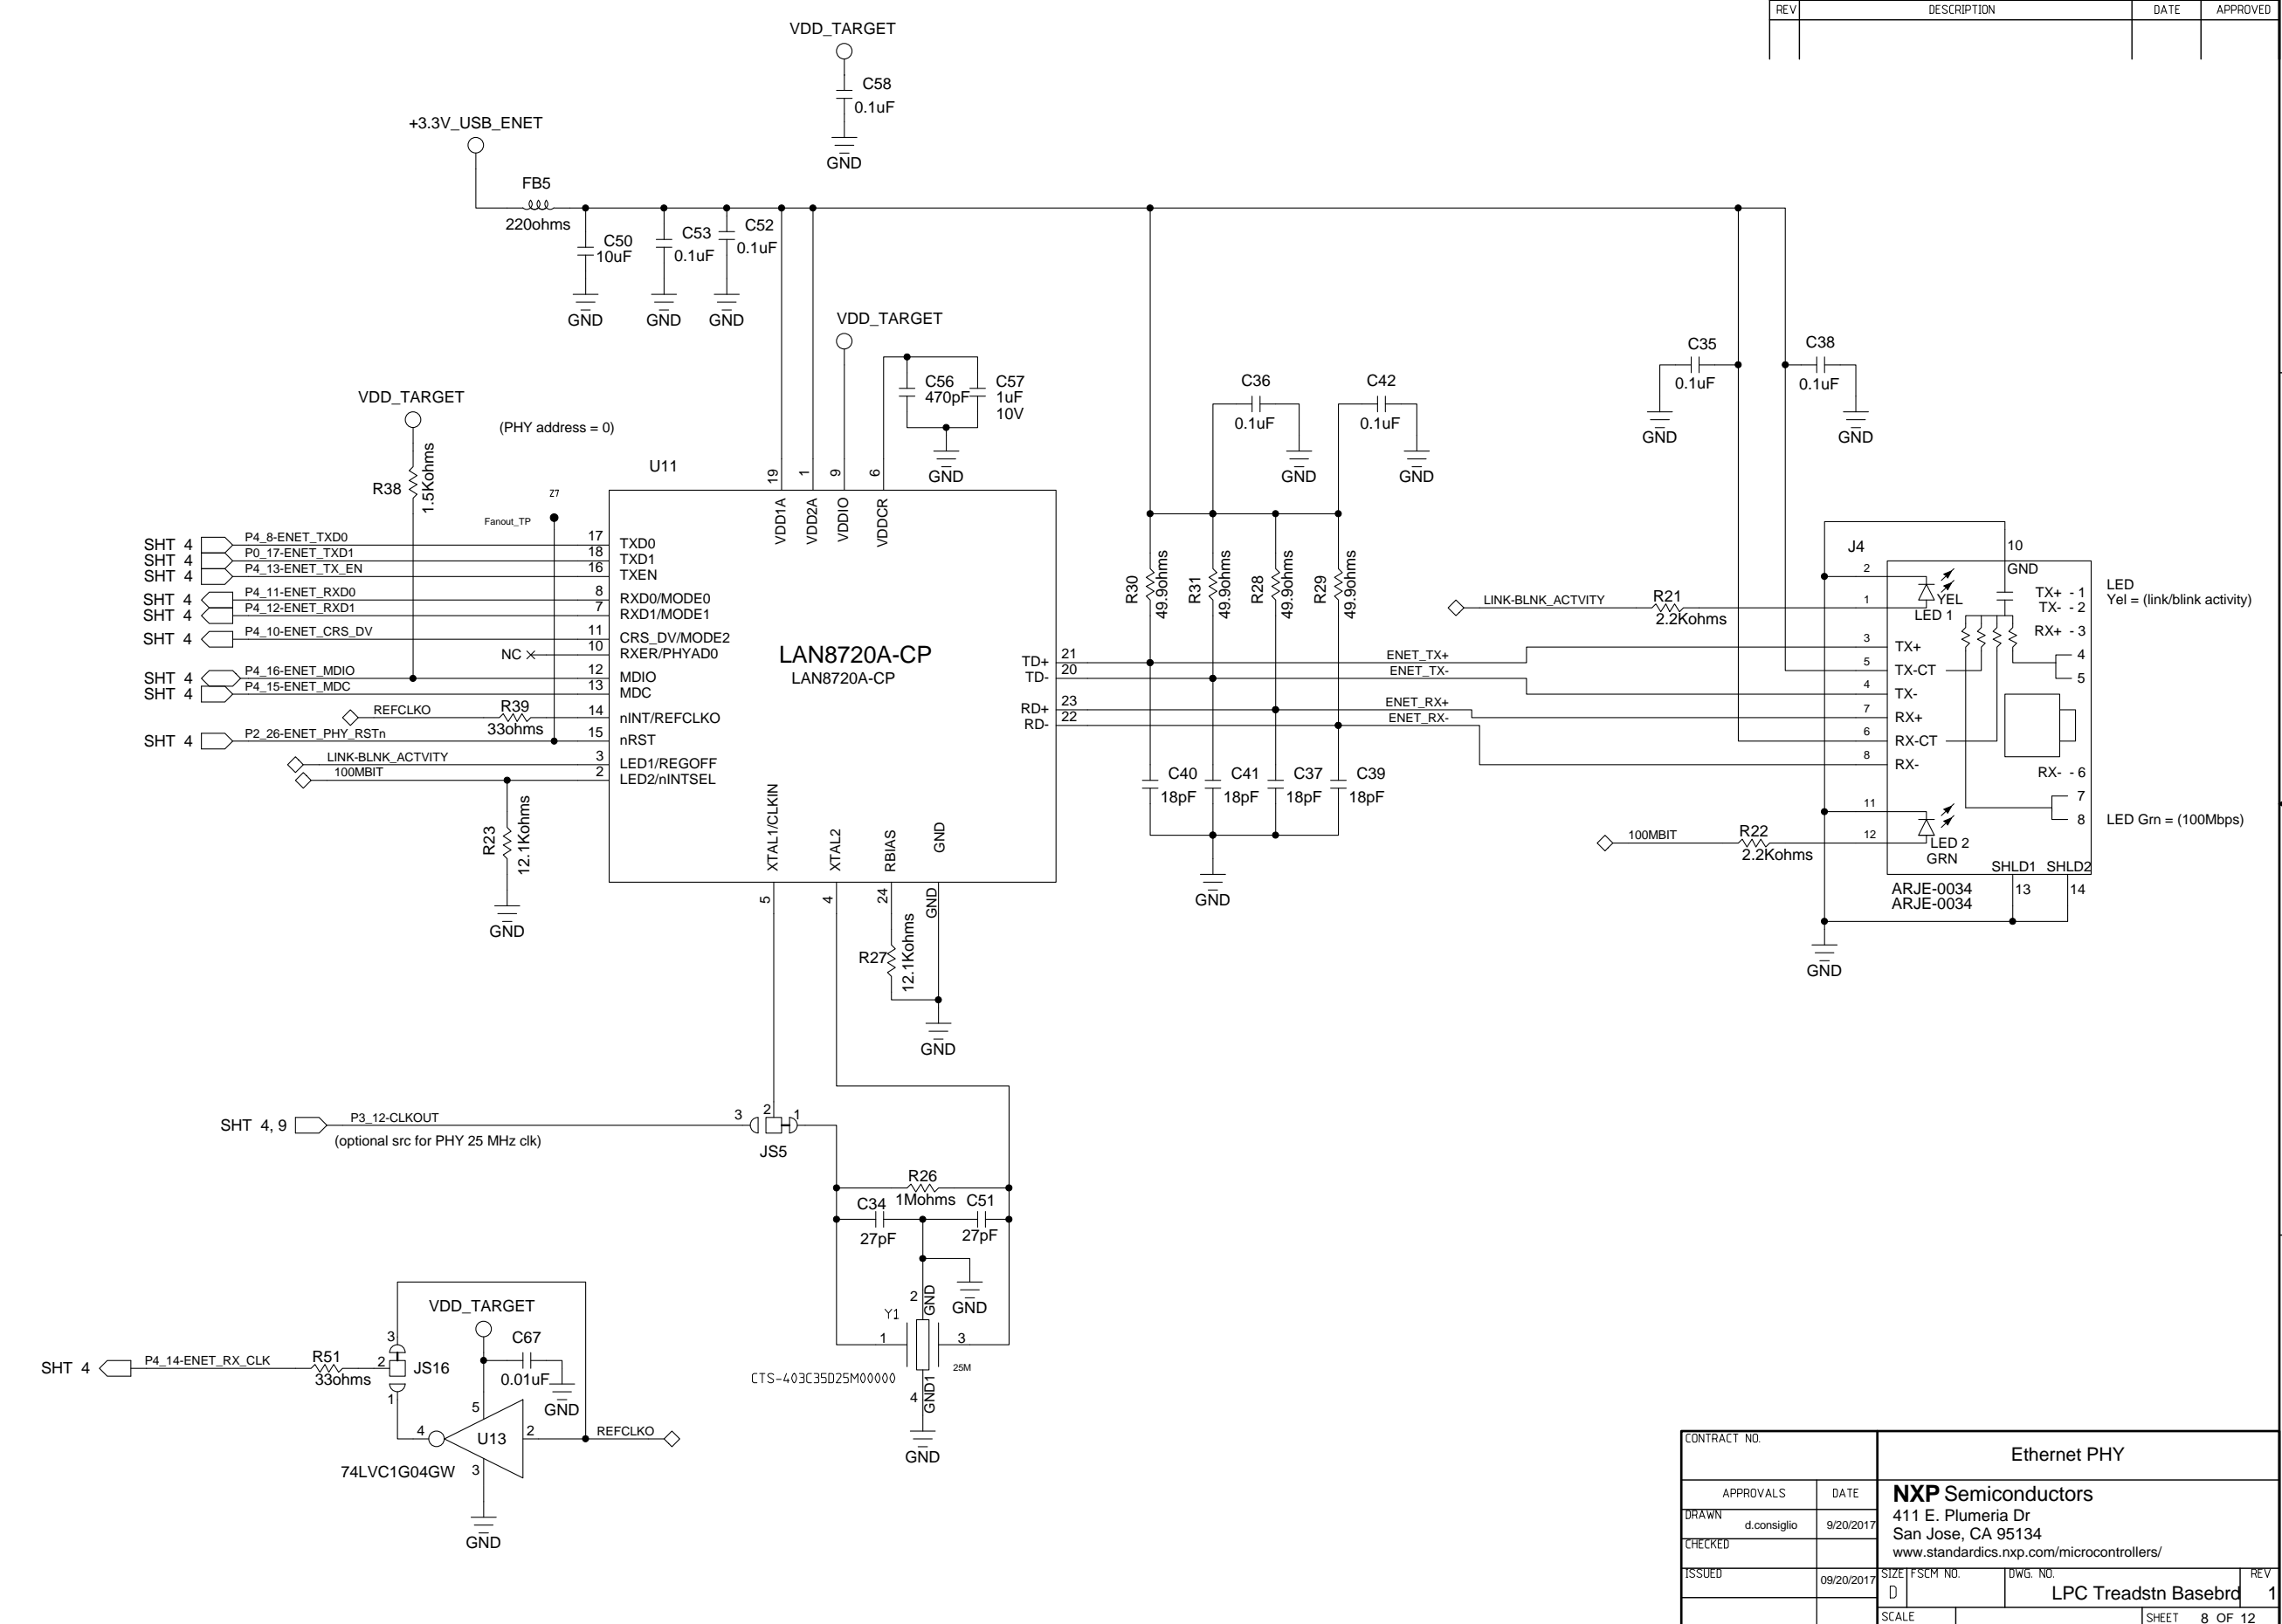 REV DESCRIPTION DATE APPROVED
VDD_TARGET
C58
0.1uF
GND
+3.3V_USB_ENET
FB5
220ohms
C50
10uF
C53
0.1uF
C52
0.1uF
GND GND GND
VDD_TARGET
C56
470pF
C57
1uF
10V
GND
VDD_TARGET
R38
1.5Kohms
(PHY address = 0)
U11
Z7
Fanout_TP
19 1 9 6
VDD1A VDD2A VDDIO VDDCR
C36
0.1uF
GND
C42
0.1uF
GND
C35
0.1uF
GND
C38
0.1uF
GND
SHT 4 P4_8-ENET_TXD0 17 TXD0
SHT 4 P0_17-ENET_TXD1 18 TXD1
SHT 4 P4_13-ENET_TX_EN 16 TXEN
SHT 4 P4_11-ENET_RXD0 8 RXD0/MODE0
SHT 4 P4_12-ENET_RXD1 7 RXD1/MODE1
SHT 4 P4_10-ENET_CRS_DV 11 CRS_DV/MODE2
NC 10 RXER/PHYAD0
SHT 4 P4_16-ENET_MDIO 12 MDIO
SHT 4 P4_15-ENET_MDC 13 MDC
REFCLKO R39 33ohms 14 nINT/REFCLKO
SHT 4 P2_26-ENET_PHY_RSTn 15 nRST
LINK-BLNK_ACTVITY 3 LED1/REGOFF
100MBIT 2 LED2/nINTSEL
R23
12.1Kohms
GND
LAN8720A-CP
LAN8720A-CP
TD+ 21
TD- 20
RD+ 23
RD- 22
XTAL1/CLKIN XTAL2 RBIAS GND
5 4 24 GND
R27
12.1Kohms
GND
R30 49.9ohms
R31 49.9ohms
R28 49.9ohms
R29 49.9ohms
ENET_TX+
ENET_TX-
ENET_RX+
ENET_RX-
C40 18pF
C41 18pF
C37 18pF
C39 18pF
GND
LINK-BLNK_ACTVITY R21
2.2Kohms
100MBIT R22
2.2Kohms
J4
10
GND
2
1
YEL
LED 1
3 TX+
5 TX-CT
4 TX-
7 RX+
6 RX-CT
8 RX-
11
12
LED 2
GRN
TX+ - 1
TX- - 2
RX+ - 3
4
5
RX- - 6
7
8
LED
Yel = (link/blink activity)
LED Grn = (100Mbps)
SHLD1 SHLD2
13 14
ARJE-0034
ARJE-0034
GND
SHT 4, 9 P3_12-CLKOUT
(optional src for PHY 25 MHz clk)
3 2 1
JS5
R26
1Mohms
C34
27pF
C51
27pF
GND
2 GND
Y1
1 3
25M
CTS-403C35D25M00000
4 GND1
GND
VDD_TARGET
C67
0.01uF
GND
SHT 4 P4_14-ENET_RX_CLK R51
33ohms
3
2 JS16
1
5
4 U13 2 REFCLKO
74LVC1G04GW 3
GND
CONTRACT NO.
Ethernet PHY
APPROVALS DATE
DRAWN d.consiglio 9/20/2017
CHECKED
ISSUED 09/20/2017
NXP Semiconductors
411 E. Plumeria Dr
San Jose, CA 95134
www.standardics.nxp.com/microcontrollers/
SIZE D FSCM NO. DWG. NO. LPC Treadstn Basebrd REV 1
SCALE SHEET 8 OF 12